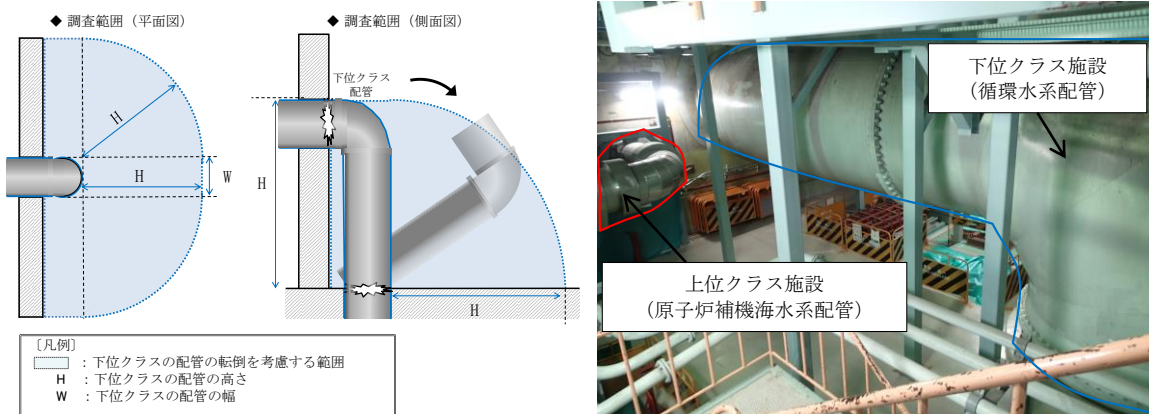 ◆ 調査範囲（平面図）
H
H
W
◆ 調査範囲（側面図）
下位クラス
配管
H
H
〔凡例〕
：下位クラスの配管の転倒を考慮する範囲
H ：下位クラスの配管の高さ
W ：下位クラスの配管の幅
下位クラス施設
（循環水系配管）
上位クラス施設
（原子炉補機海水系配管）